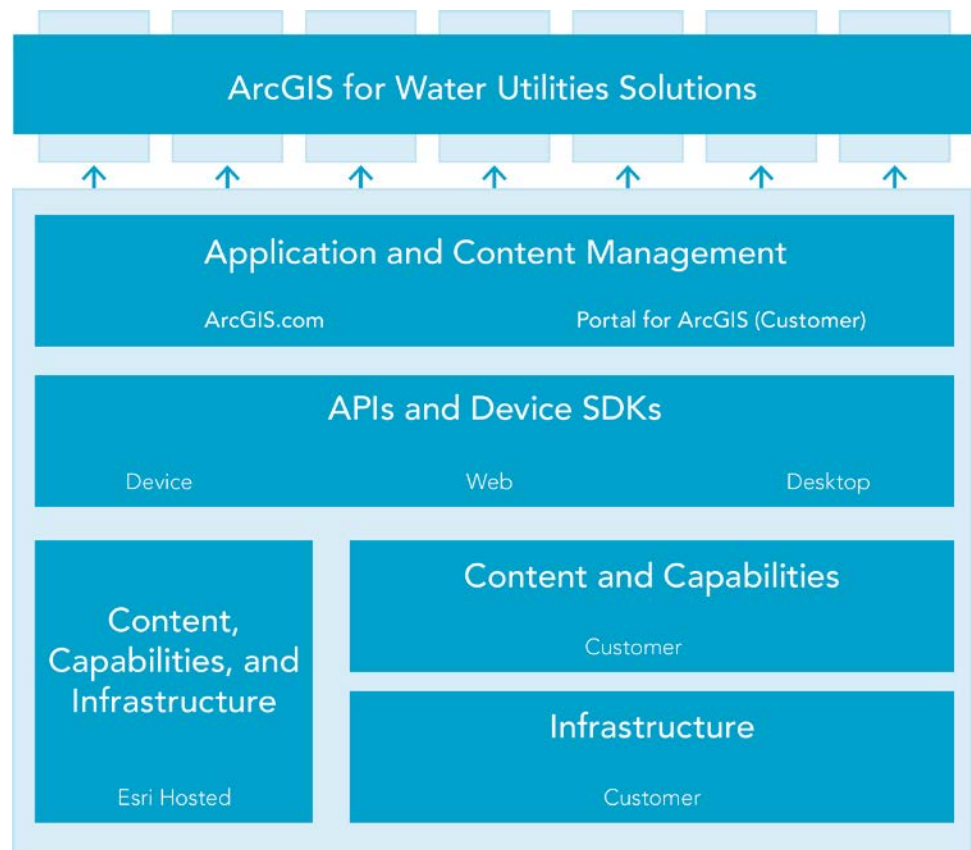 ArcGIS for Water Utilities Solutions
Application and Content Management
ArcGIS.com
Portal for ArcGIS (Customer)
APIs and Device SDKs
Device
Web
Desktop
Content,
Capabilities, and
Infrastructure
Esri Hosted
Content and Capabilities
Customer
Infrastructure
Customer